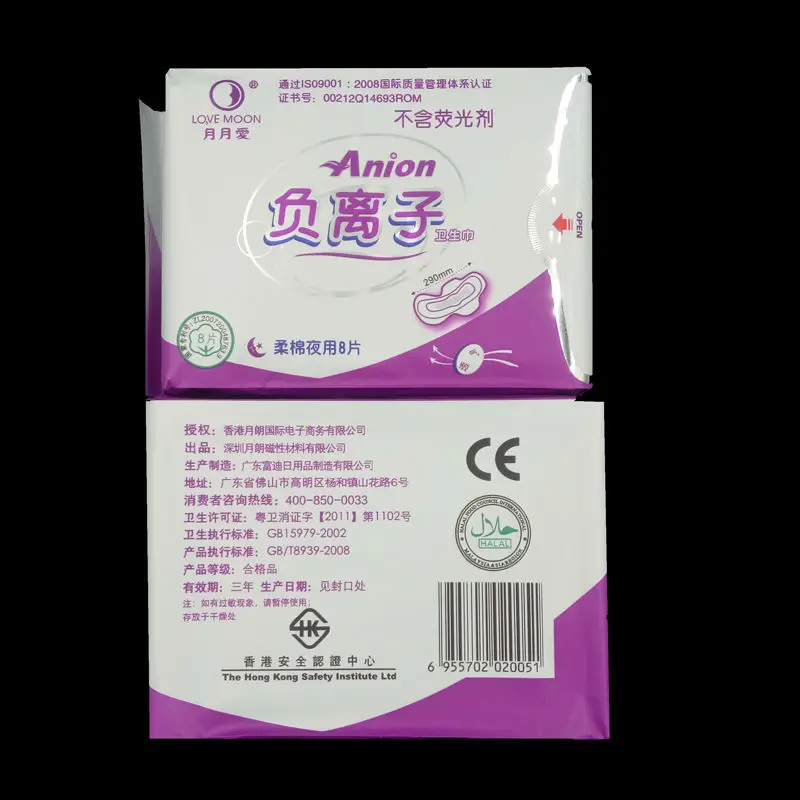 LOVE MOON ®
月月爱
通过ISO9001：2008国际质量管理体系认证
证书号：00212Q14693ROM
不含荧光剂
Anion
负离子
卫生巾
OPEN
290mm
ZL200720048763.9
8片
柔棉夜用8片
授权：香港月朗国际电子商务有限公司
出品：深圳月朗磁性材料有限公司
生产制造：广东富迪日用品制造有限公司
地址：广东省佛山市高明区杨和镇山花路6号
消费者咨询热线：400-850-0033
卫生许可证：粤卫消证字【2011】第1102号
卫生执行标准：GB15979-2002
产品执行标准：GB/T8939-2008
产品等级：合格品
有效期：三年 生产日期：见封口处
注：如有过敏现象，请暂停使用；
存放于干燥处
CE
HALAL FOOD COUNCIL INTERNATIONAL
حلال
HALAL
MALAYSIA&ASIA REGION
HK
香港安全認證中心
The Hong Kong Safety Institute Ltd
6 955702 020051